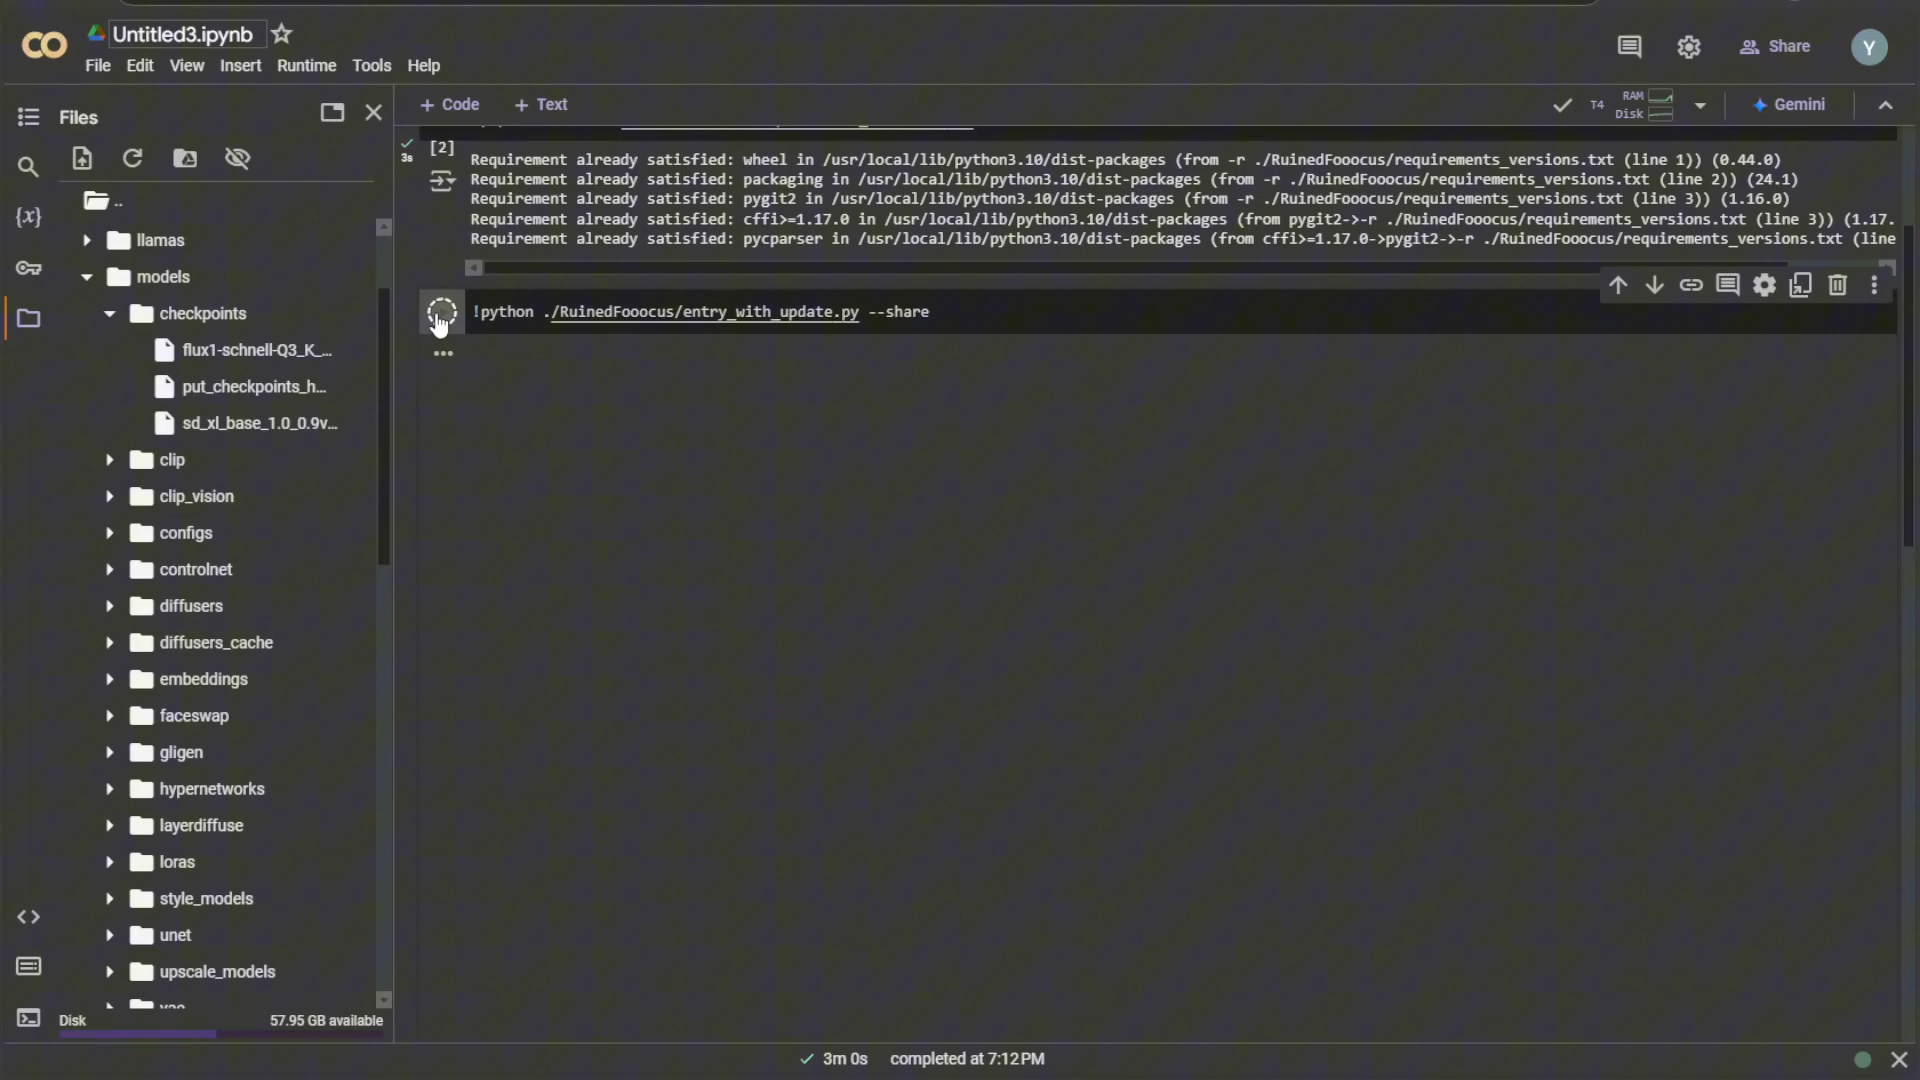 CO
Untitled3.ipynb
File Edit View Insert Runtime Tools Help
Share
Y
Files
+ Code + Text
T4
RAM
Disk
Gemini
..
llamas
models
checkpoints
flux1-schnell-Q3_K_...
put_checkpoints_h...
sd_xl_base_1.0_0.9v...
clip
clip_vision
configs
controlnet
diffusers
diffusers_cache
embeddings
faceswap
gligen
hypernetworks
layerdiffuse
loras
style_models
unet
upscale_models
Disk 57.95 GB available
{x}
3s
[2]
Requirement already satisfied: wheel in /usr/local/lib/python3.10/dist-packages (from -r ./RuinedFooocus/requirements_versions.txt (line 1)) (0.44.0)
Requirement already satisfied: packaging in /usr/local/lib/python3.10/dist-packages (from -r ./RuinedFooocus/requirements_versions.txt (line 2)) (24.1)
Requirement already satisfied: pygit2 in /usr/local/lib/python3.10/dist-packages (from -r ./RuinedFooocus/requirements_versions.txt (line 3)) (1.16.0)
Requirement already satisfied: cffi>=1.17.0 in /usr/local/lib/python3.10/dist-packages (from pygit2->-r ./RuinedFooocus/requirements_versions.txt (line 3)) (1.17.
Requirement already satisfied: pycparser in /usr/local/lib/python3.10/dist-packages (from cffi>=1.17.0->pygit2->-r ./RuinedFooocus/requirements_versions.txt (line
!python ./RuinedFooocus/entry_with_update.py --share
3m 0s completed at 7:12 PM